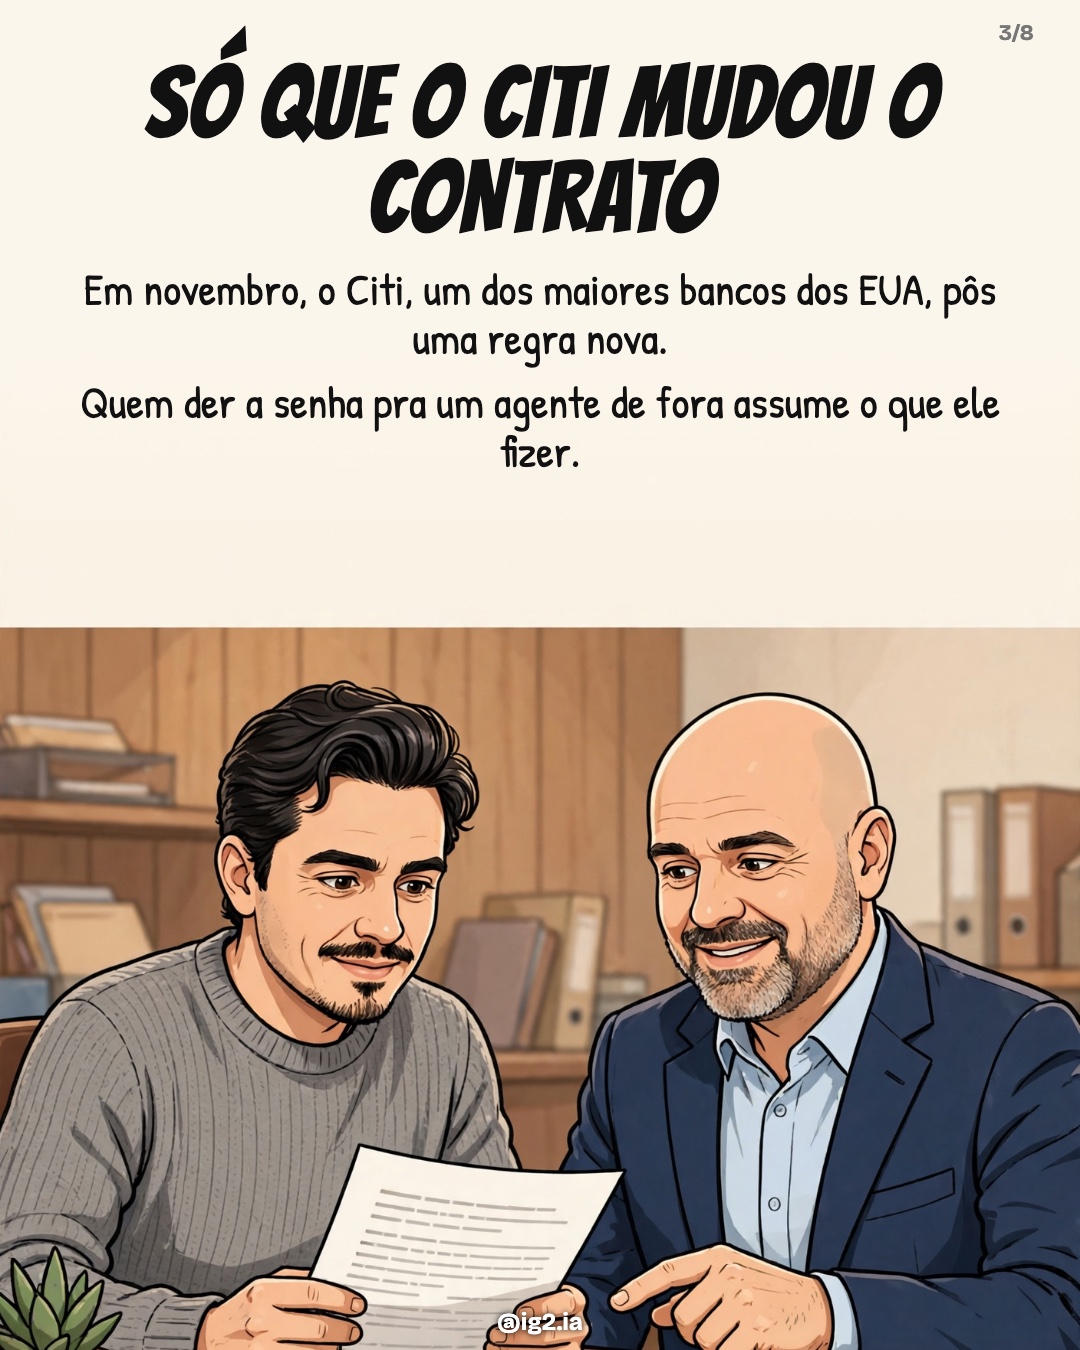 3/8
SÓ QUE O CITI MUDOU O
CONTRATO
Em novembro, o Citi, um dos maiores bancos dos EUA, pôs
uma regra nova.
Quem der a senha pra um agente de fora assume o que ele
fizer.
@ig2.ia